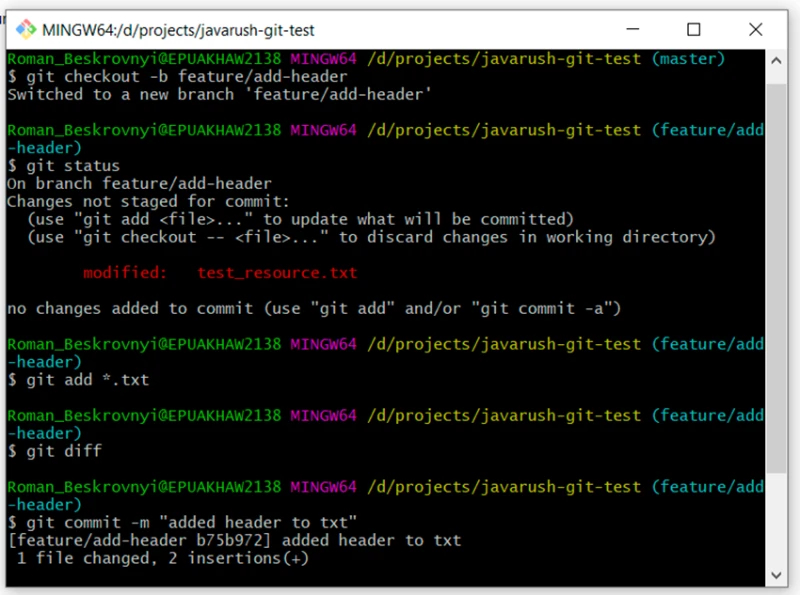 MINGW64:/d/projects/javarush-git-test
Roman_Beskrovnyi@EPUAKHAW2138 MINGW64 /d/projects/javarush-git-test (master)
$ git checkout -b feature/add-header
Switched to a new branch 'feature/add-header'
Roman_Beskrovnyi@EPUAKHAW2138 MINGW64 /d/projects/javarush-git-test (feature/add
-header)
$ git status
On branch feature/add-header
Changes not staged for commit:
  (use "git add <file>..." to update what will be committed)
  (use "git checkout -- <file>..." to discard changes in working directory)
        modified:   test_resource.txt
no changes added to commit (use "git add" and/or "git commit -a")
Roman_Beskrovnyi@EPUAKHAW2138 MINGW64 /d/projects/javarush-git-test (feature/add
-header)
$ git add *.txt
Roman_Beskrovnyi@EPUAKHAW2138 MINGW64 /d/projects/javarush-git-test (feature/add
-header)
$ git diff
Roman_Beskrovnyi@EPUAKHAW2138 MINGW64 /d/projects/javarush-git-test (feature/add
-header)
$ git commit -m "added header to txt"
[feature/add-header b75b972] added header to txt
 1 file changed, 2 insertions(+)